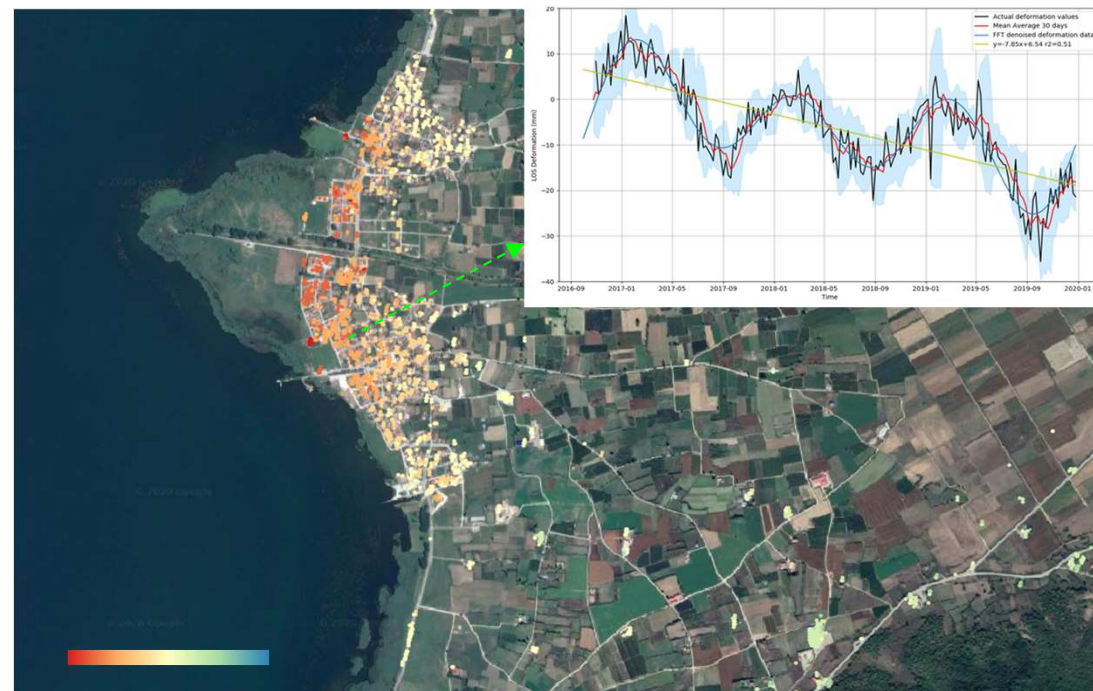 Actual deformation values
Mean Average 30 days
FFT denoised deformation data
y=-7.85x+6.54 r2=0.51
20
0
−10
−20
−30
−40
LOS Deformation (mm)
2016-09 2017-01 2017-05 2017-09 2018-01 2018-05 2018-09 2019-01 2019-05 2019-09 2020-01
Time
© 2020 Google